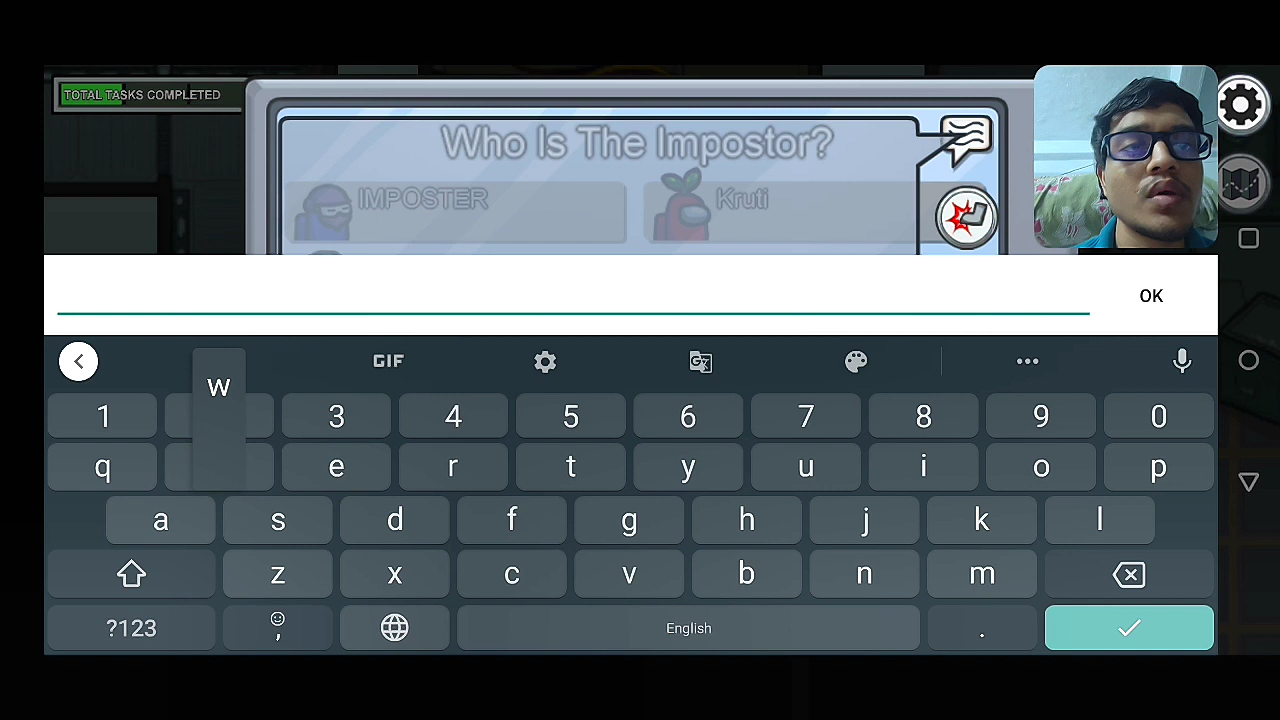 TOTAL TASKS COMPLETED
Who Is The Impostor?
IMPOSTER
Kruti
OK
W
GIF
1 3 4 5 6 7 8 9 0
q e r t y u i o p
a s d f g h j k l
z x c v b n m
?123 , English .